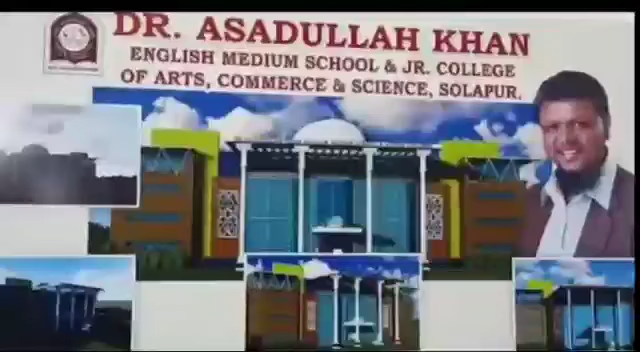 DR. ASADULLAH KHAN
ENGLISH MEDIUM SCHOOL & JR. COLLEGE
OF ARTS, COMMERCE & SCIENCE, SOLAPUR.